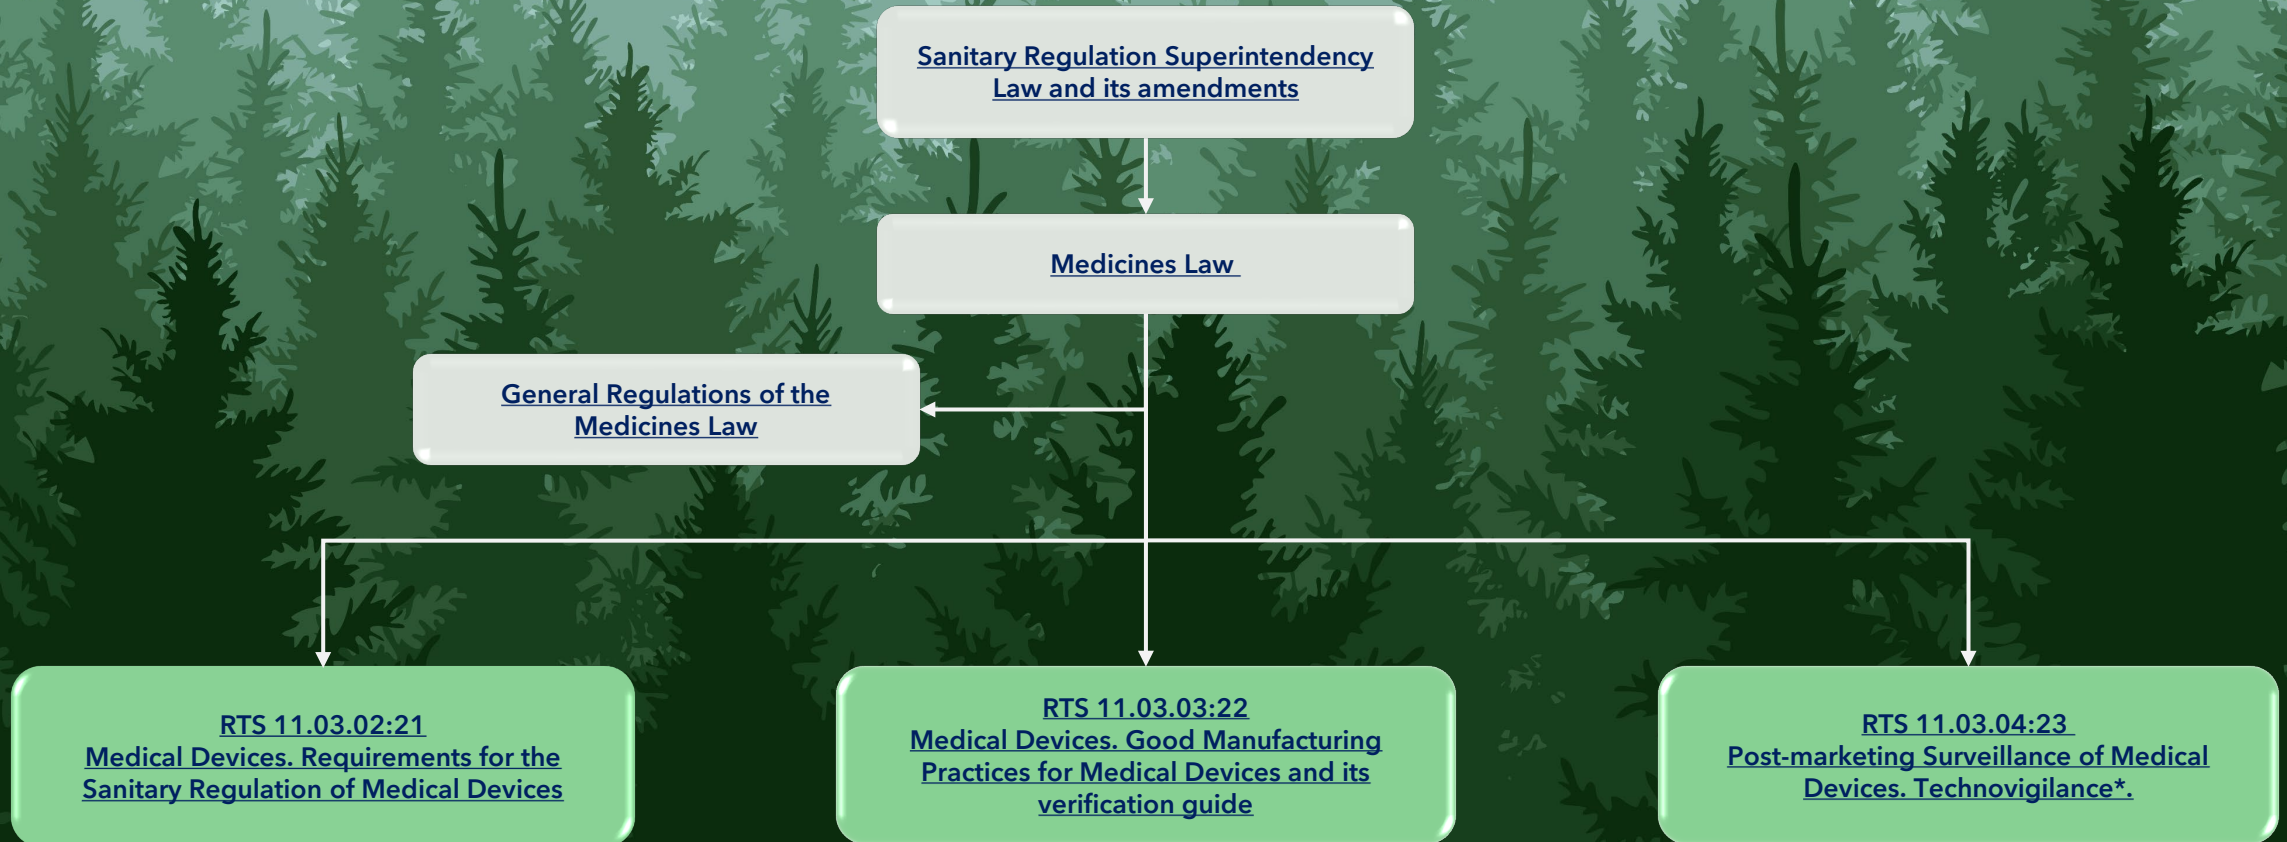 Sanitary Regulation Superintendency
Law and its amendments
Medicines Law
General Regulations of the
Medicines Law
RTS 11.03.02:21
Medical Devices. Requirements for the
Sanitary Regulation of Medical Devices
RTS 11.03.03:22
Medical Devices. Good Manufacturing
Practices for Medical Devices and its
verification guide
RTS 11.03.04:23
Post-marketing Surveillance of Medical
Devices. Technovigilance*.